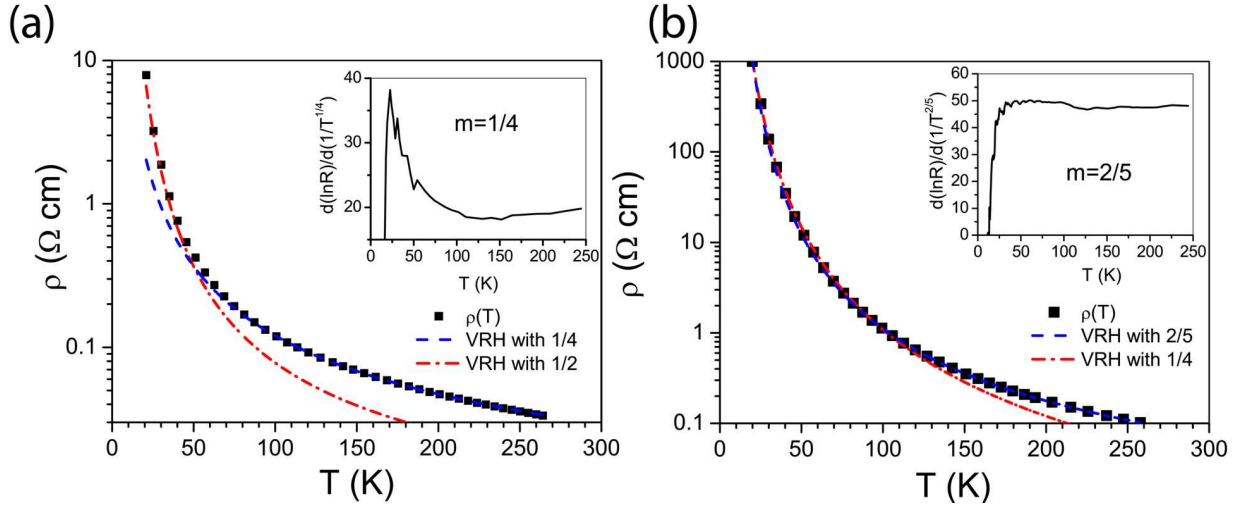 (a)
10
1
0.1
ρ (Ω cm)
0 50 100 150 200 250 300
T (K)
40
30
20
d(lnR)/d(1/T^1/4)
m=1/4
0 50 100 150 200 250
T (K)
ρ(T)
VRH with 1/4
VRH with 1/2
(b)
1000
100
10
1
0.1
ρ (Ω cm)
0 50 100 150 200 250 300
T (K)
60
50
40
30
20
10
0
d(lnR)/d(1/T^2/5)
m=2/5
0 50 100 150 200 250
T (K)
ρ(T)
VRH with 2/5
VRH with 1/4